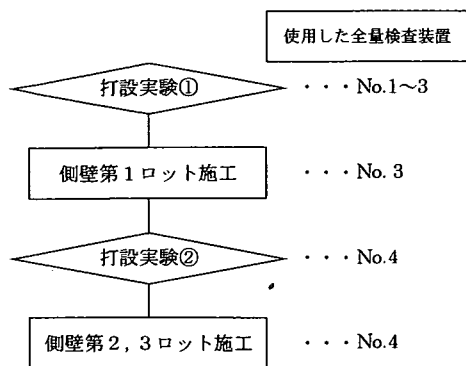 使用した全量検査装置
打設実験①
・・・No.1~3
側壁第1ロット施工
・・・No. 3
打設実験②
・・・No.4
側壁第2, 3ロット施工
・・・No.4